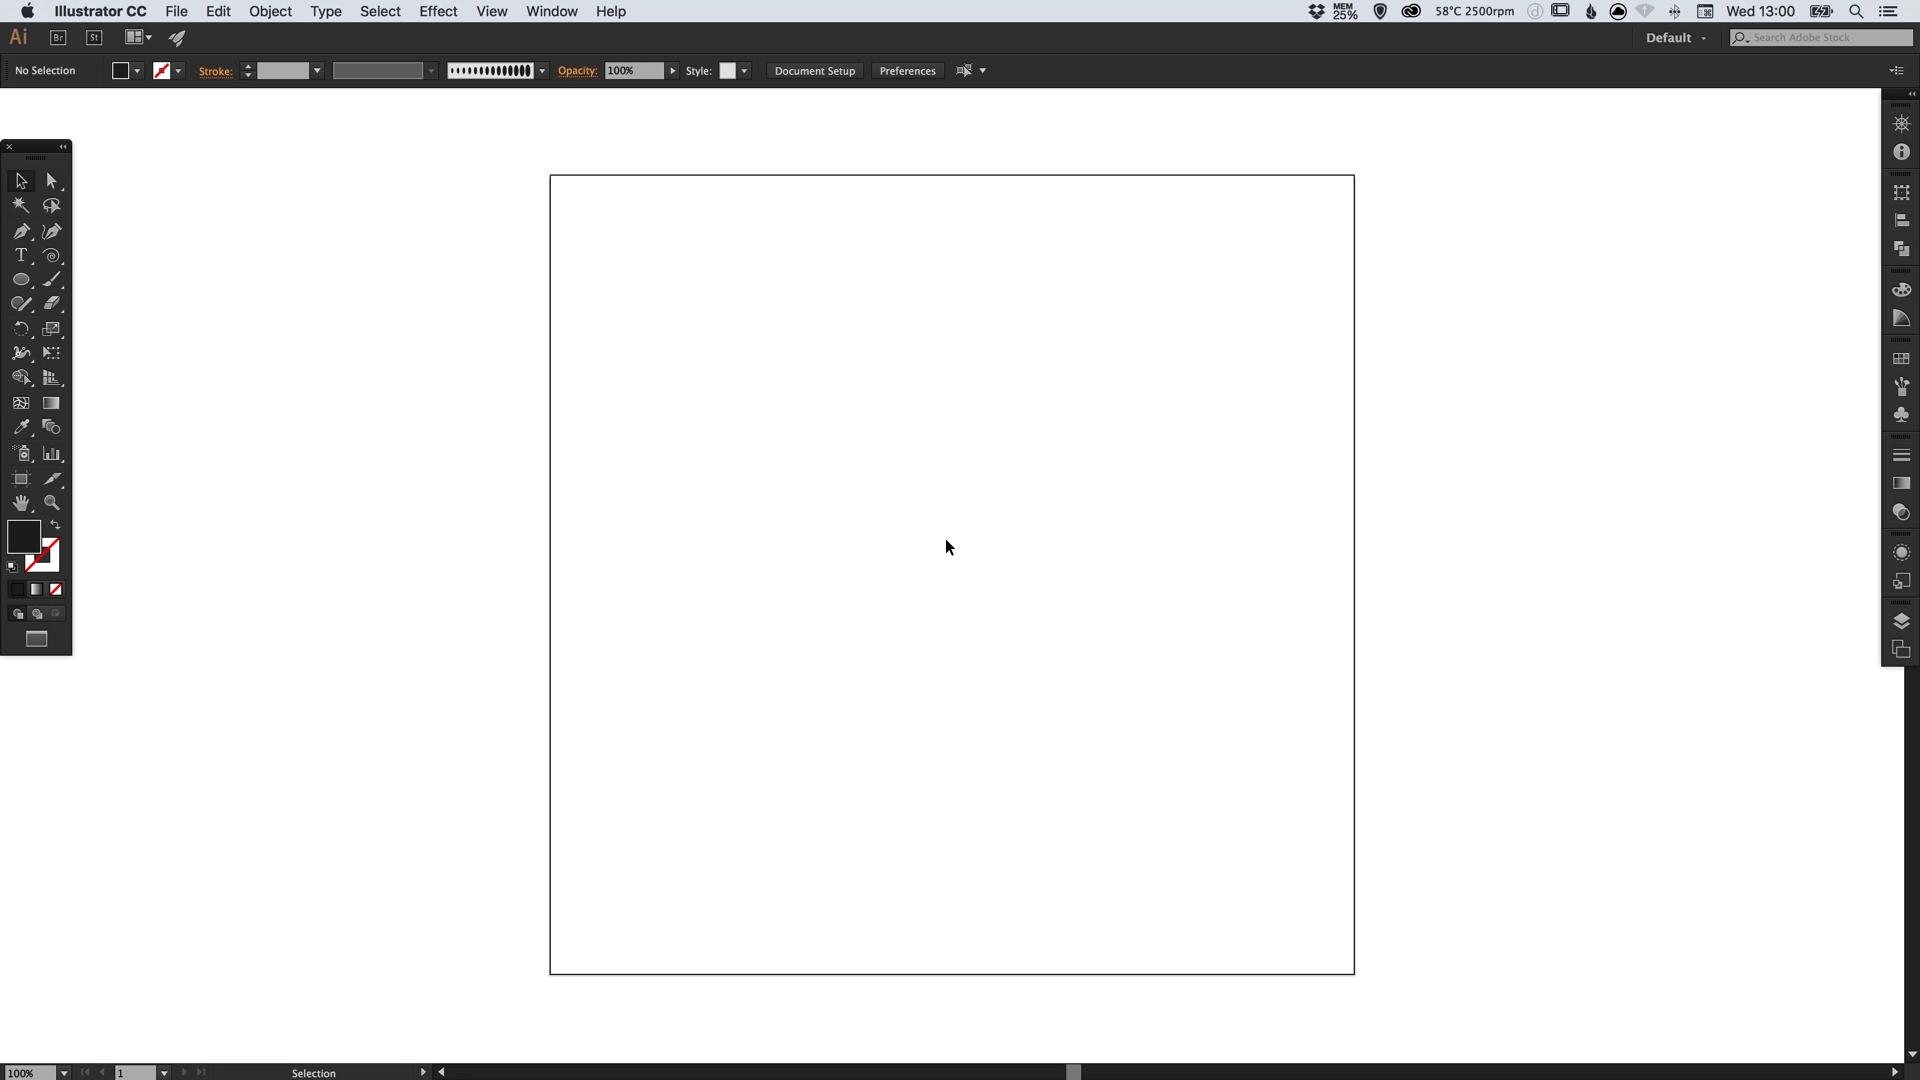 Illustrator CC File Edit Object Type Select Effect View Window Help MEM 25% 58°C 2500rpm Wed 13:00
Ai Br St Default Search Adobe Stock
No Selection Stroke: Opacity: 100% Style: Document Setup Preferences
T
100% 1 Selection